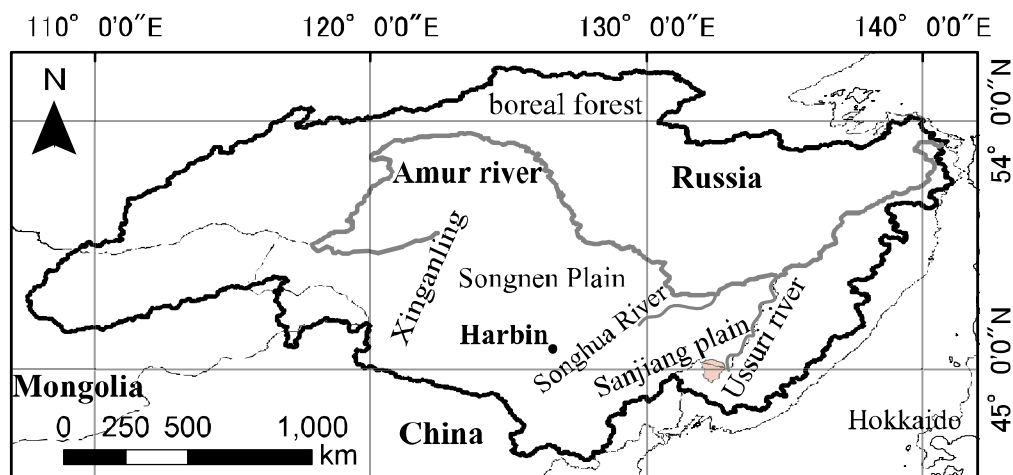 110° 0'0"E 120° 0'0"E 130° 0'0"E 140° 0'0"E
N
54° 0'0"N
boreal forest
Amur river
Russia
Xinganling
Songnen Plain
Harbin
Songhua River
Sanjiang plain
Ussuri river
45° 0'0"N
Mongolia
China
Hokkaido
0 250 500 1,000
km